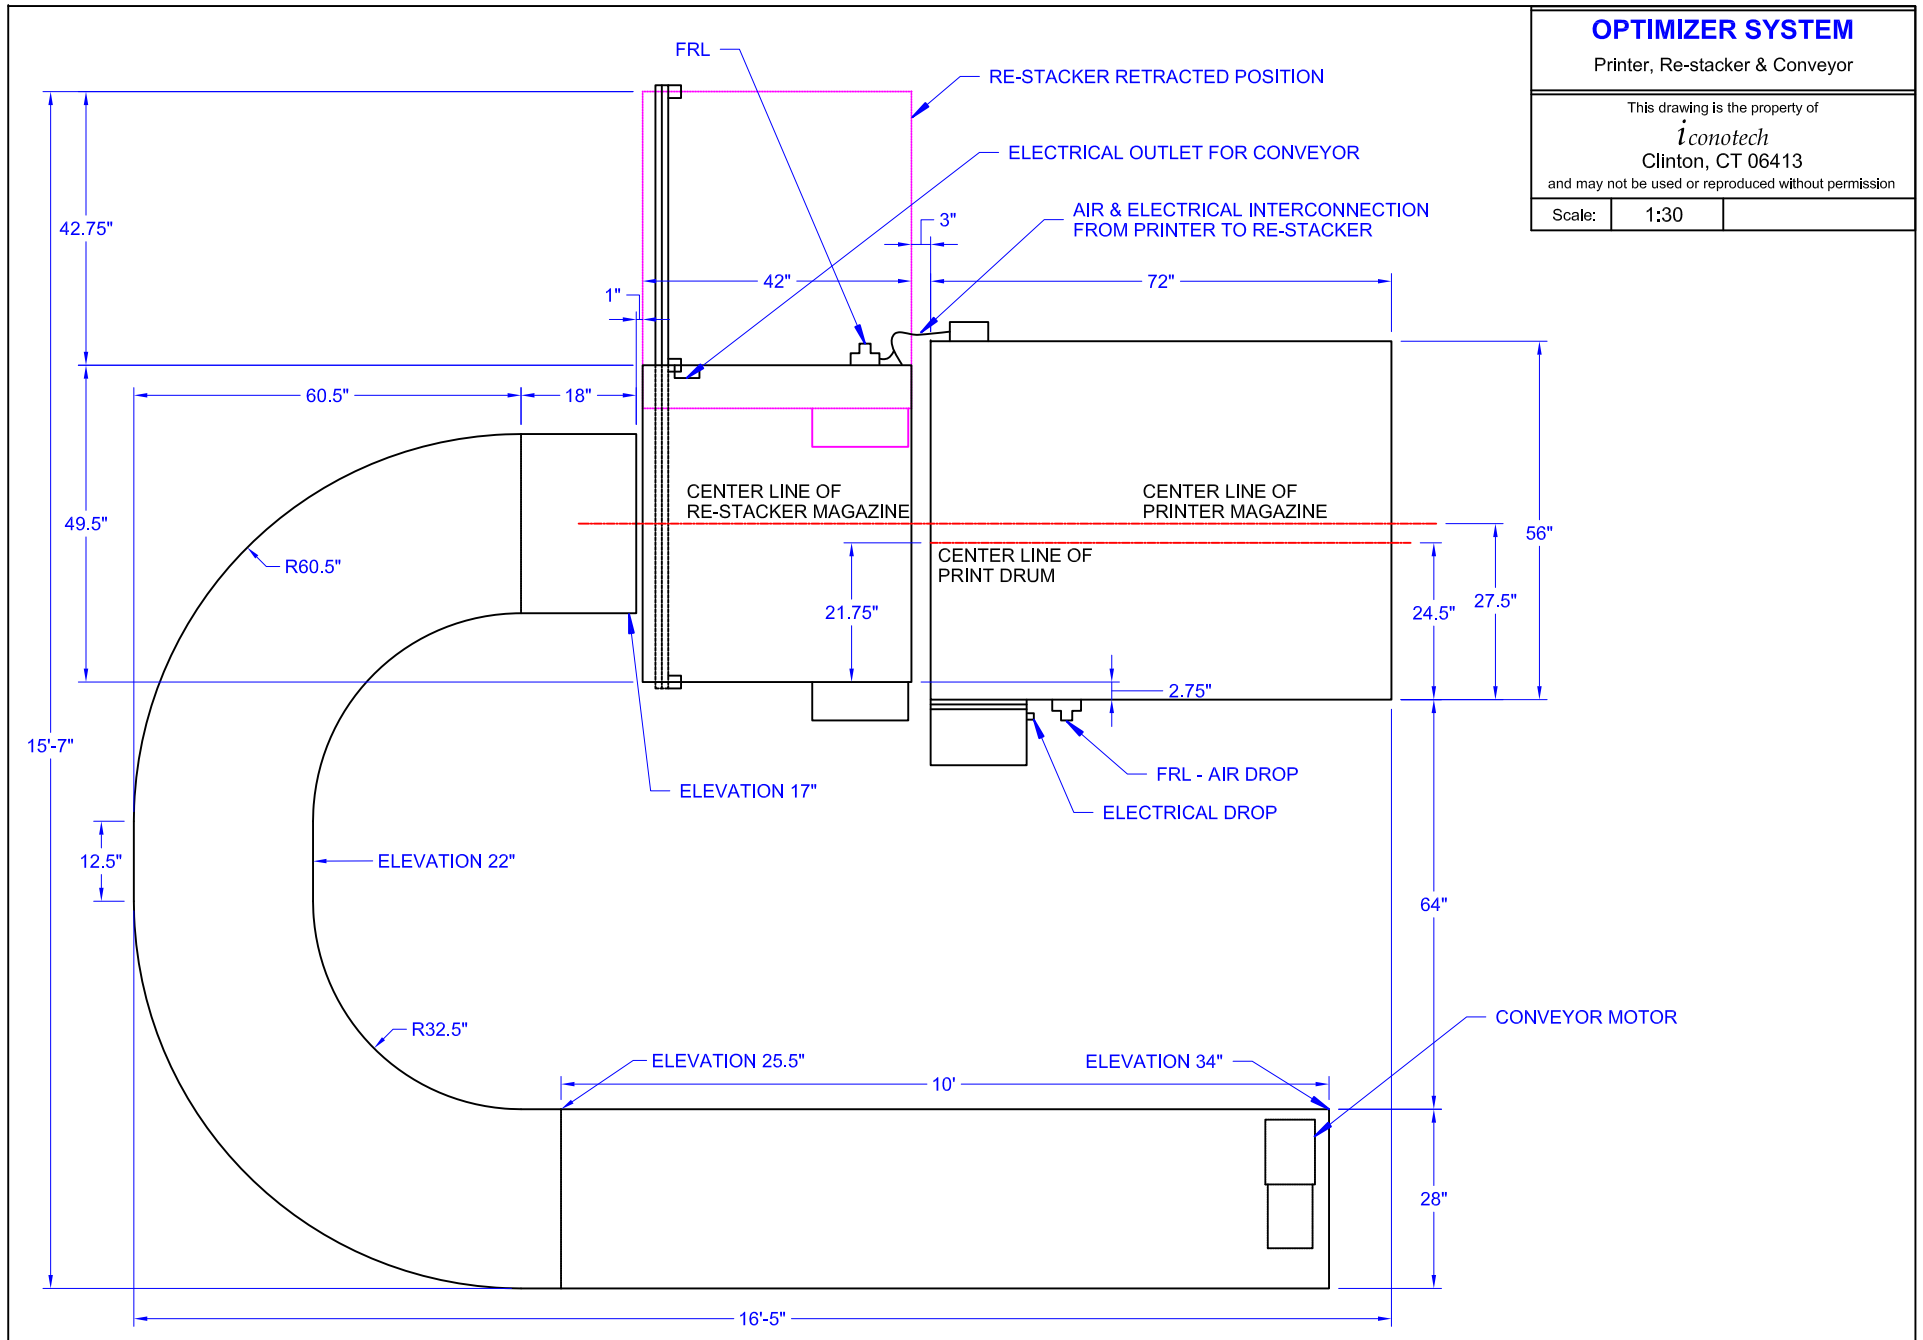 OPTIMIZER SYSTEM
Printer, Re-stacker & Conveyor
This drawing is the property of
iconotech
Clinton, CT 06413
and may not be used or reproduced without permission
Scale:
1:30
FRL
RE-STACKER RETRACTED POSITION
ELECTRICAL OUTLET FOR CONVEYOR
AIR & ELECTRICAL INTERCONNECTION
FROM PRINTER TO RE-STACKER
3"
42.75"
42"
72"
1"
60.5"
18"
CENTER LINE OF
RE-STACKER MAGAZINE
CENTER LINE OF
PRINTER MAGAZINE
49.5"
56"
CENTER LINE OF
PRINT DRUM
R60.5"
21.75"
24.5"
27.5"
2.75"
15'-7"
FRL - AIR DROP
ELEVATION 17"
ELECTRICAL DROP
12.5"
ELEVATION 22"
64"
CONVEYOR MOTOR
R32.5"
ELEVATION 25.5"
ELEVATION 34"
10'
28"
16'-5"